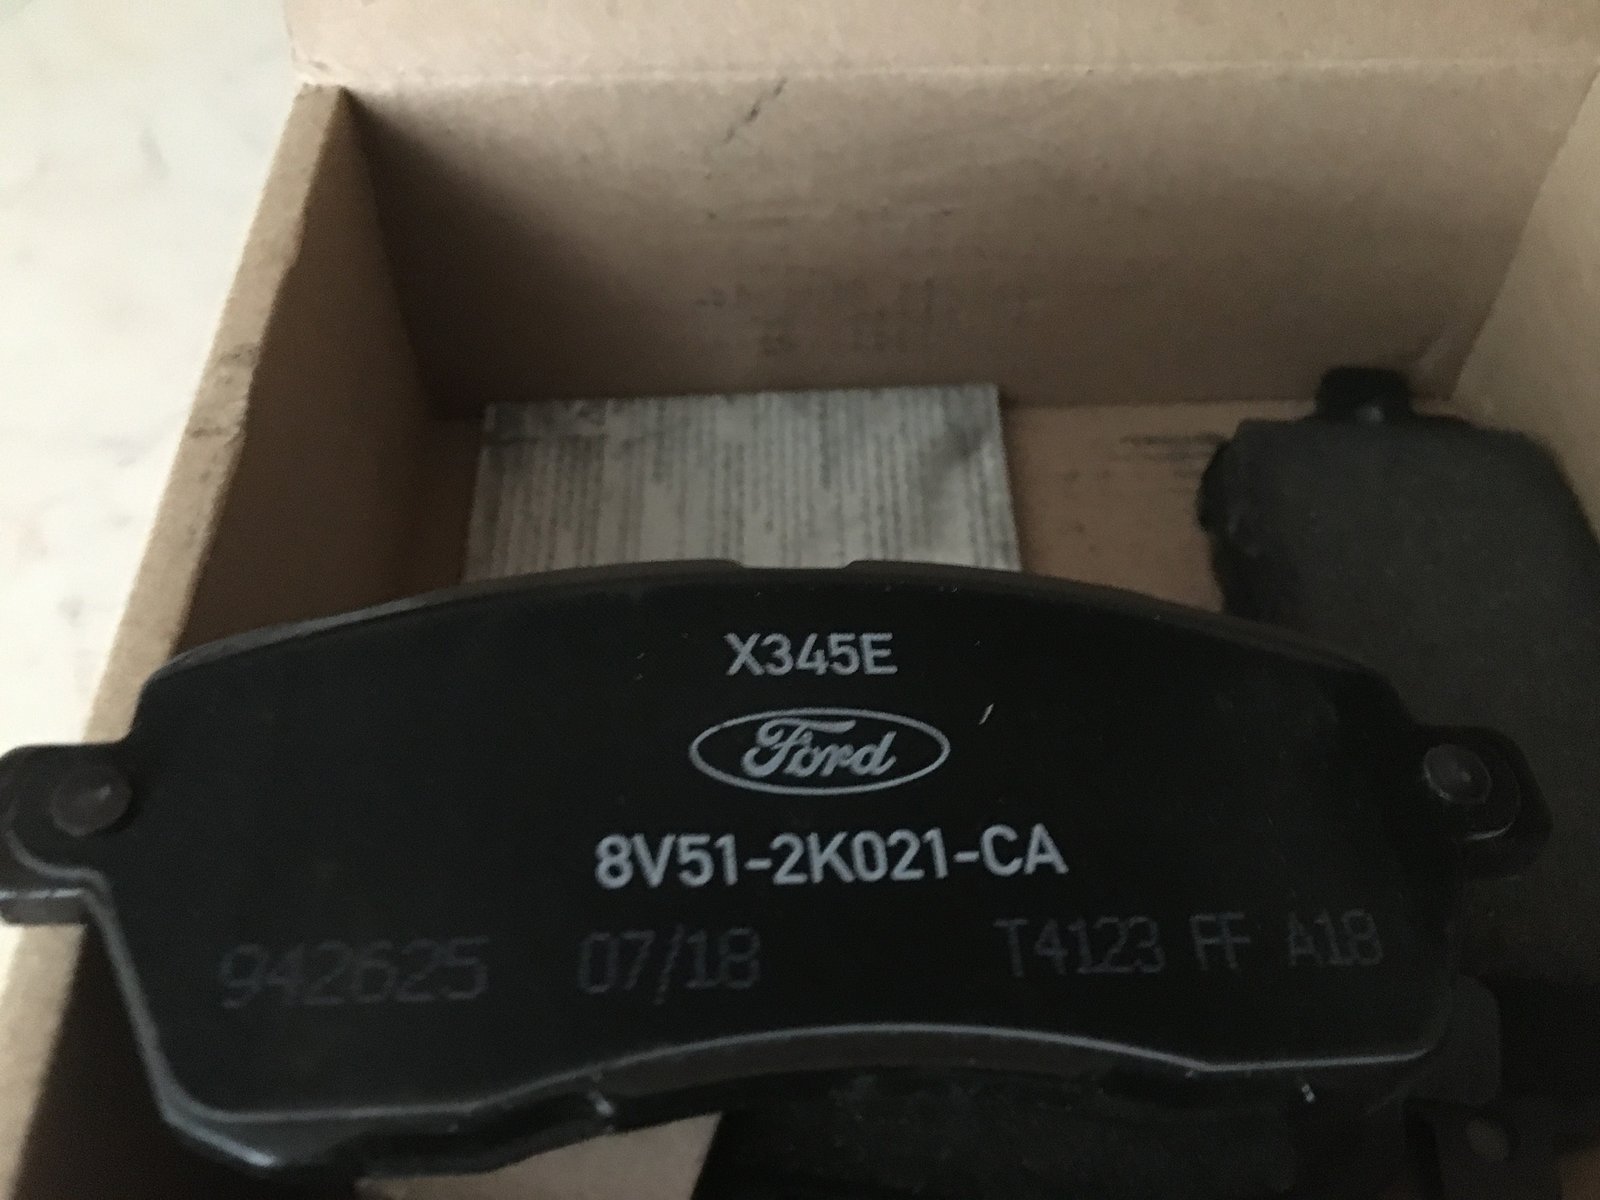 X345E
Ford
8V51-2K021-CA
942625 07/18 T4123 FF A18